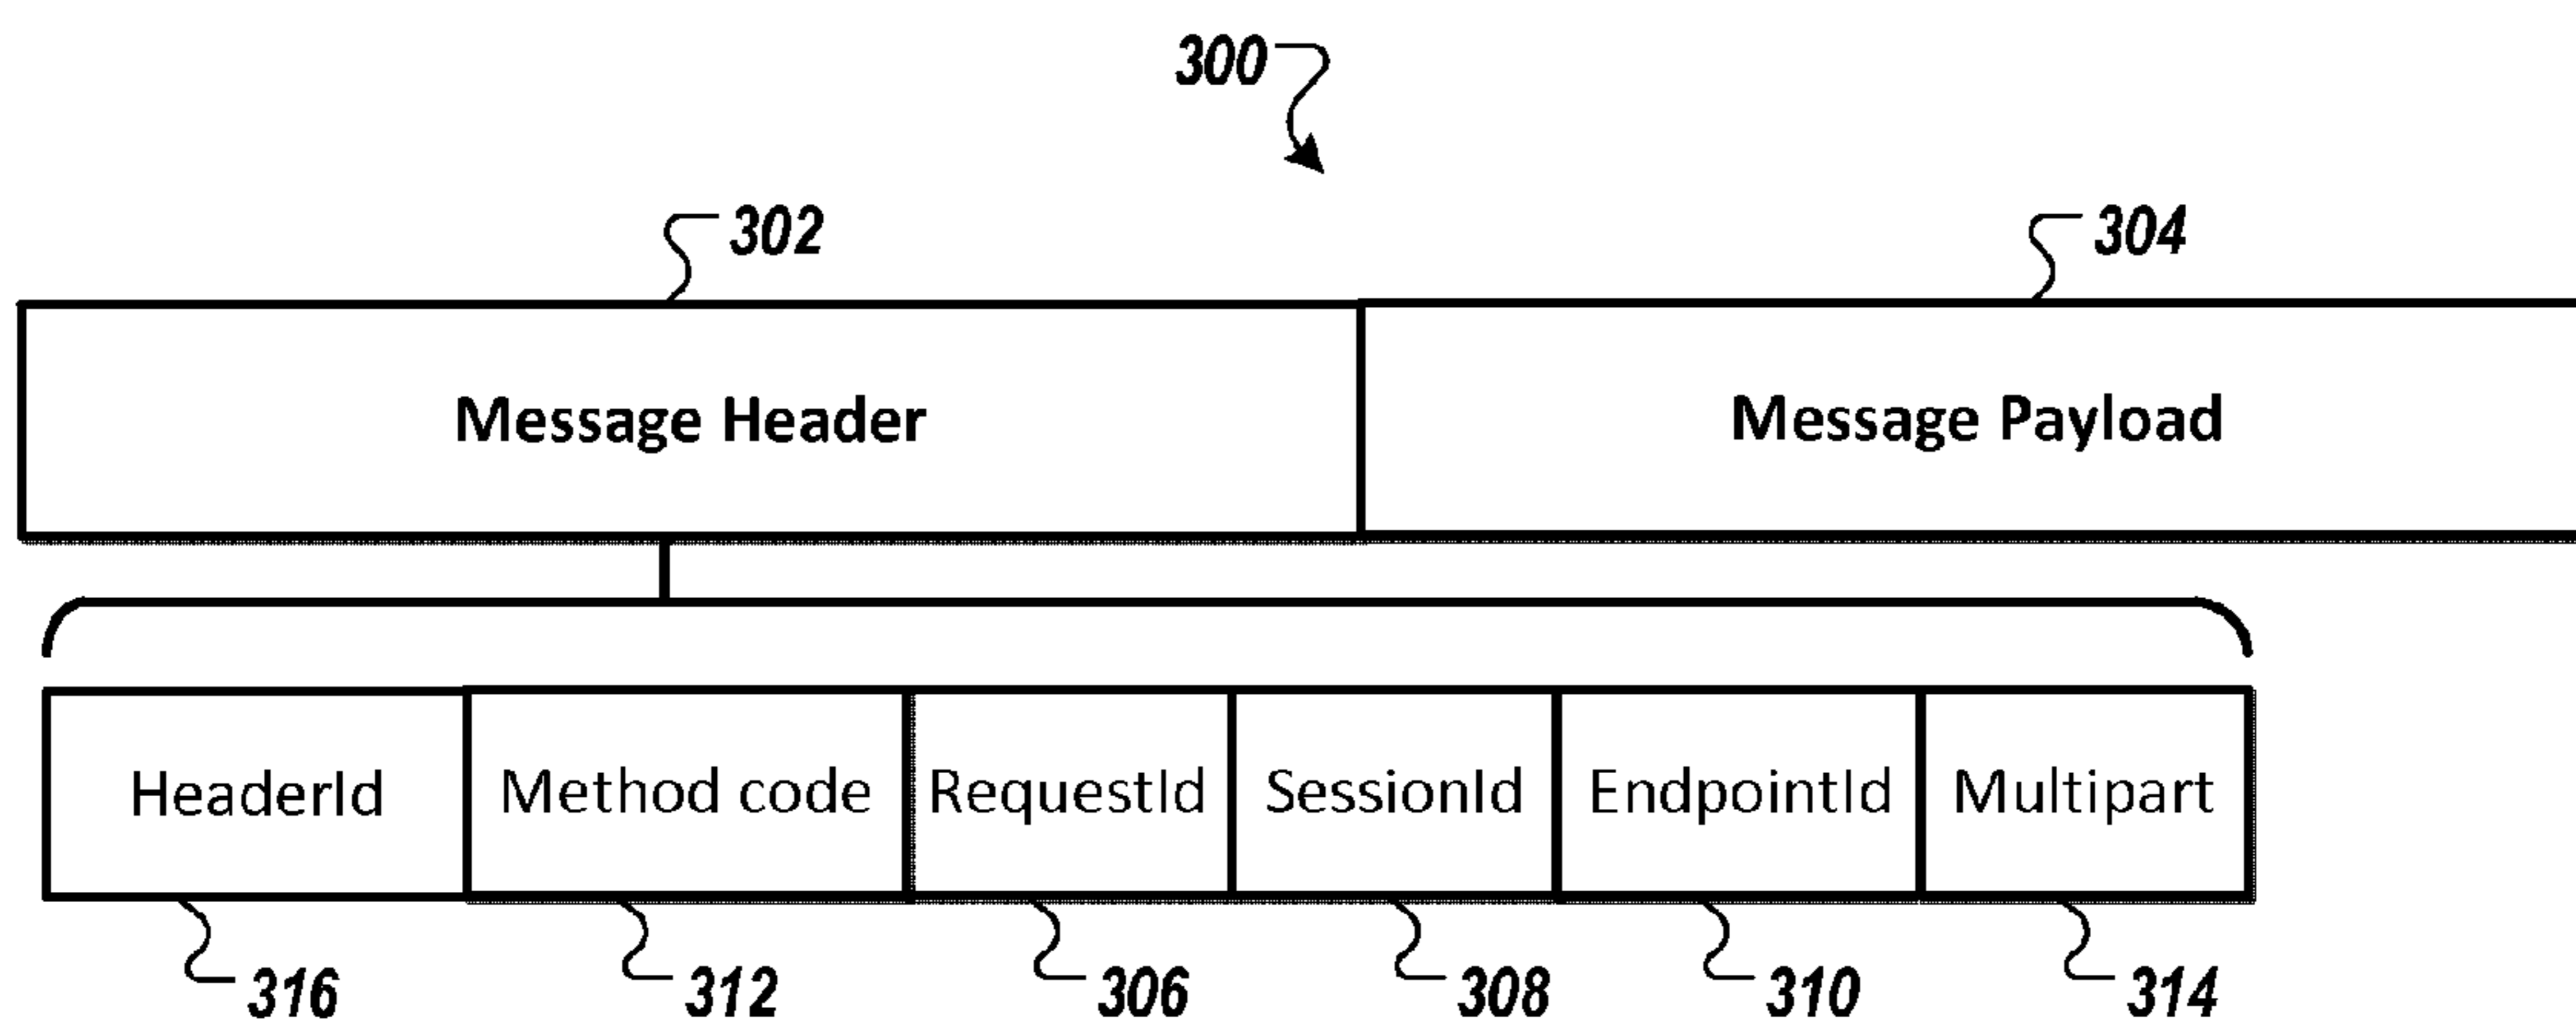 300
302 304
Message Header Message Payload
HeaderId Method code RequestId SessionId EndpointId Multipart
316 312 306 308 310 314